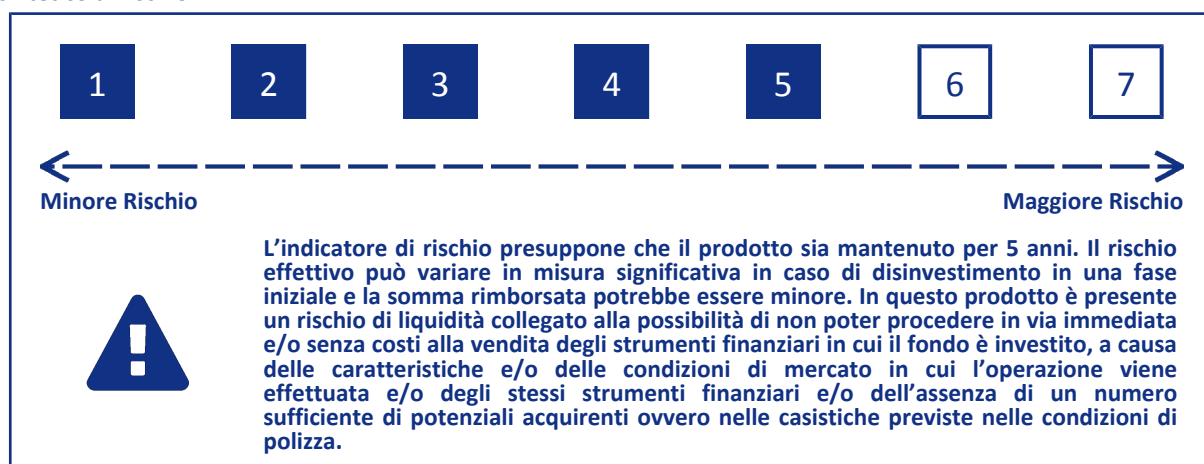 1 2 3 4 5 6 7
Minore Rischio Maggiore Rischio
L’indicatore di rischio presuppone che il prodotto sia mantenuto per 5 anni. Il rischio
effettivo può variare in misura significativa in caso di disinvestimento in una fase
iniziale e la somma rimborsata potrebbe essere minore. In questo prodotto è presente
un rischio di liquidità collegato alla possibilità di non poter procedere in via immediata
e/o senza costi alla vendita degli strumenti finanziari in cui il fondo è investito, a causa
delle caratteristiche e/o delle condizioni di mercato in cui l’operazione viene
effettuata e/o degli stessi strumenti finanziari e/o dell’assenza di un numero
sufficiente di potenziali acquirenti ovvero nelle casistiche previste nelle condizioni di
polizza.